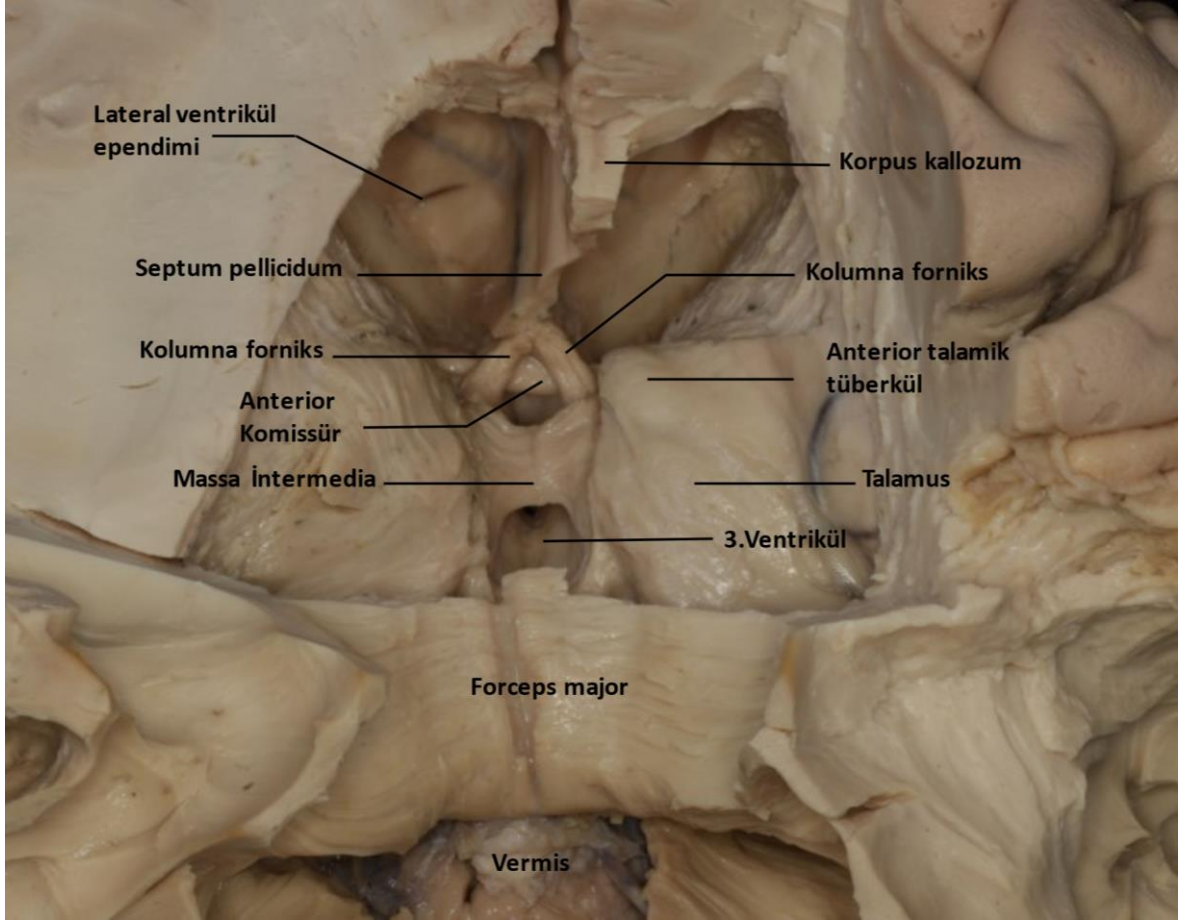 Lateral ventrikül
ependimi
Korpus kallozum
Septum pellicidum
Kolumna forniks
Kolumna forniks
Anterior talamik
tüberkül
Anterior
Komissür
Massa İntermedia
Talamus
3.Ventrikül
Forceps major
Vermis